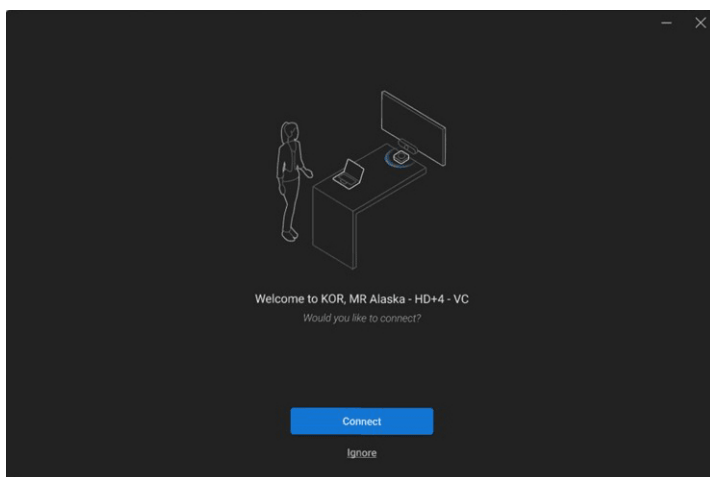 Welcome to KOR, MR Alaska - HD+4 - VC
Would you like to connect?
Connect
Ignore